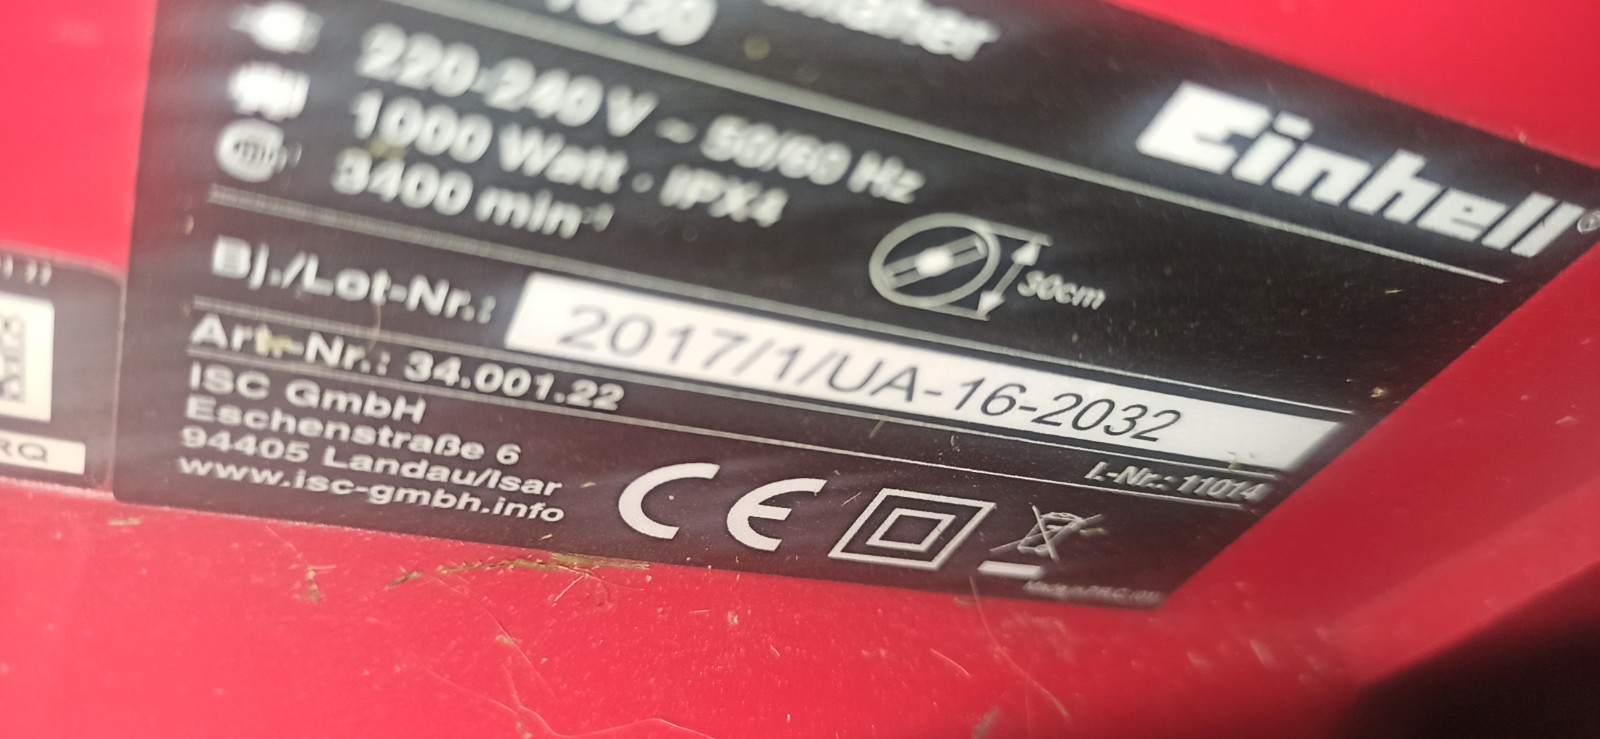 Einhell
220-240 V ~ 50/60 Hz
1000 Watt · IPX4
3400 min⁻¹
30cm
Bj./Lot-Nr.: 2017/1/UA-16-2032
Art.-Nr.: 34.001.22
I.-Nr.: 11014
ISC GmbH
Eschenstraße 6
94405 Landau/Isar
www.isc-gmbh.info
CE
RQ